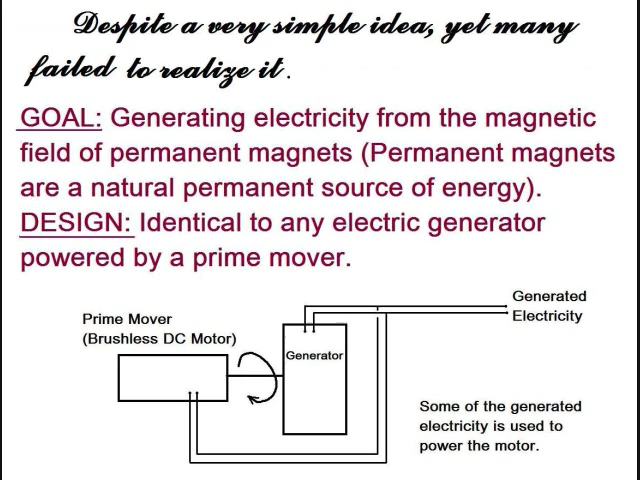 Despite a very simple idea, yet many
failed to realize it.
GOAL: Generating electricity from the magnetic
field of permanent magnets (Permanent magnets
are a natural permanent source of energy).
DESIGN: Identical to any electric generator
powered by a prime mover.
Generated
Electricity
Prime Mover
(Brushless DC Motor)
Generator
Some of the generated
electricity is used to
power the motor.